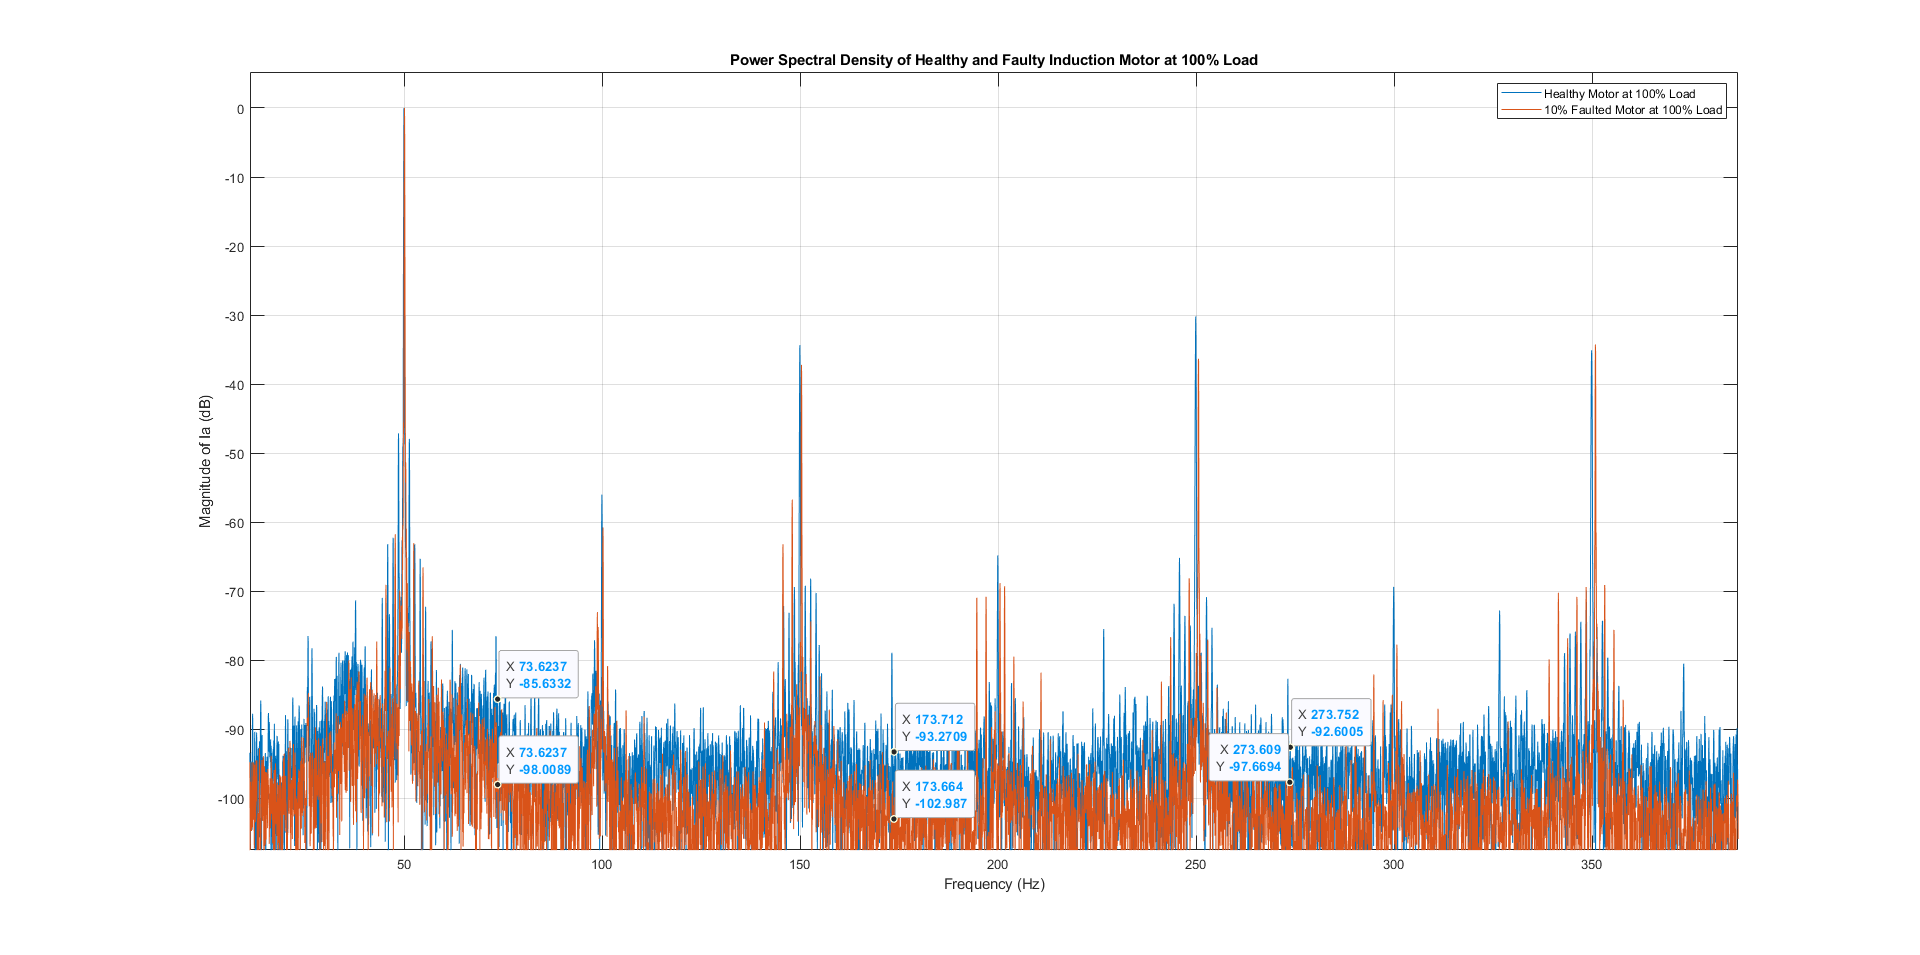 Power Spectral Density of Healthy and Faulty Induction Motor at 100% Load
Healthy Motor at 100% Load
10% Faulted Motor at 100% Load
Magnitude of Ia (dB)
0
-10
-20
-30
-40
-50
-60
-70
-80
-90
-100
X 73.6237
Y -85.6332
X 73.6237
Y -98.0089
X 173.712
Y -93.2709
X 173.664
Y -102.987
X 273.752
Y -92.6005
X 273.609
Y -97.6694
50
100
150
200
250
300
350
Frequency (Hz)